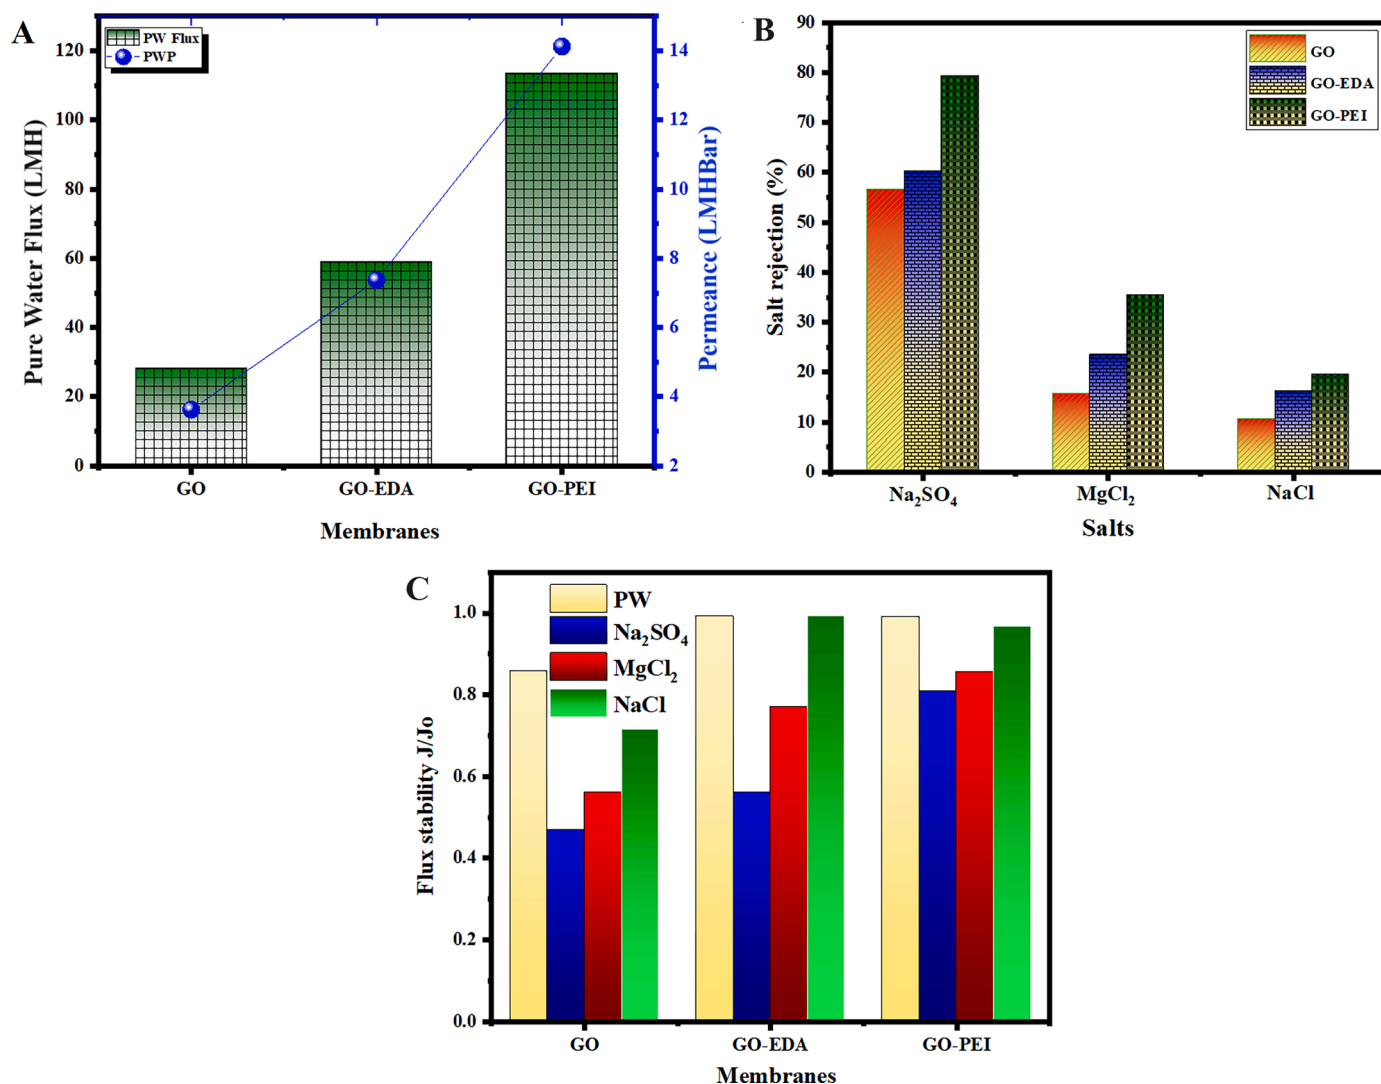 A
PW Flux
PWP
Pure Water Flux (LMH)
120
100
80
60
40
20
0
14
12
10
8
6
4
2
Permeance (LMHBar)
GO
GO-EDA
GO-PEI
Membranes
B
GO
GO-EDA
GO-PEI
Salt rejection (%)
90
80
70
60
50
40
30
20
10
0
Na₂SO₄
MgCl₂
NaCl
Salts
C
PW
Na₂SO₄
MgCl₂
NaCl
Flux stability J/Jo
1.0
0.8
0.6
0.4
0.2
0.0
GO
GO-EDA
GO-PEI
Membranes